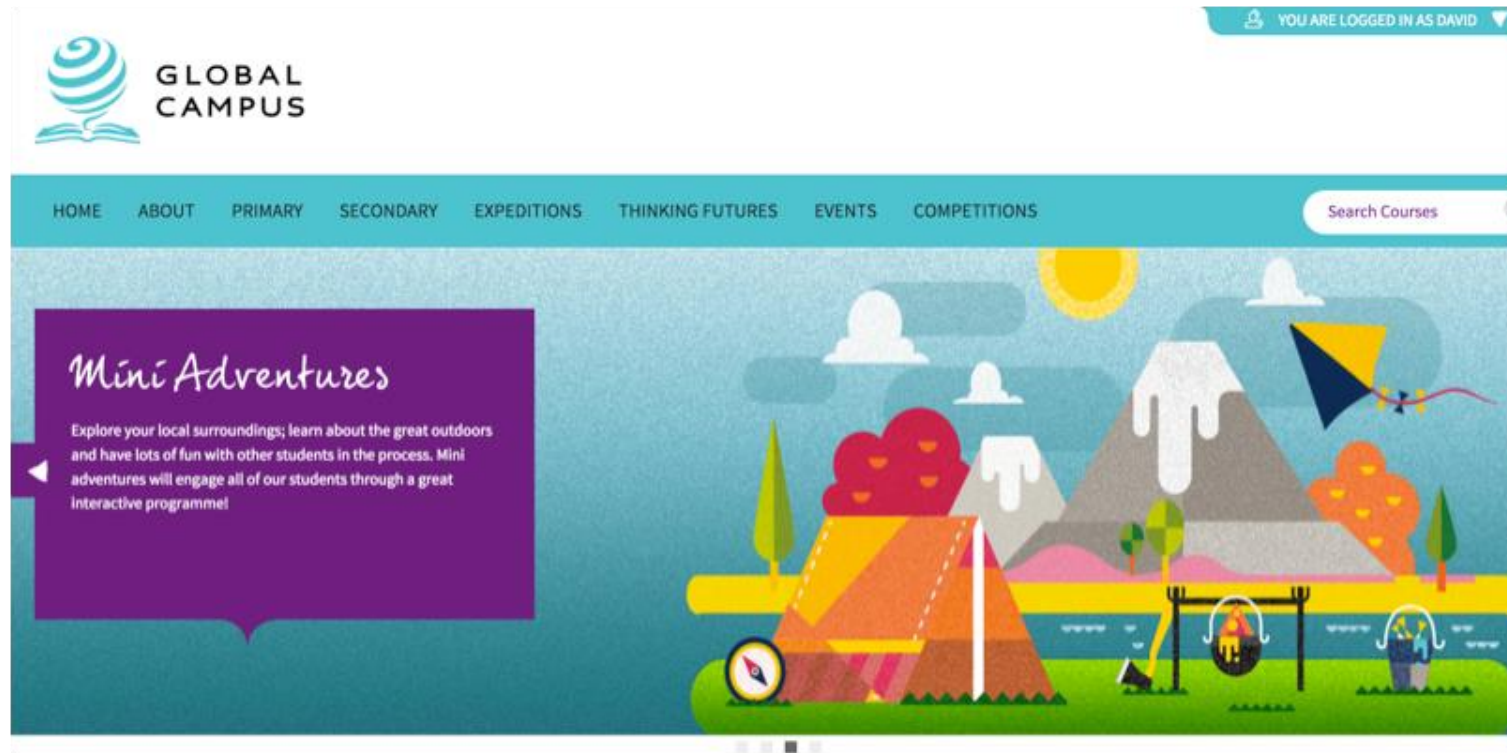 YOU ARE LOGGED IN AS DAVID
GLOBAL
CAMPUS
HOME ABOUT PRIMARY SECONDARY EXPEDITIONS THINKING FUTURES EVENTS COMPETITIONS Search Courses
Mini Adventures
Explore your local surroundings; learn about the great outdoors
and have lots of fun with other students in the process. Mini
adventures will engage all of our students through a great
interactive programme!